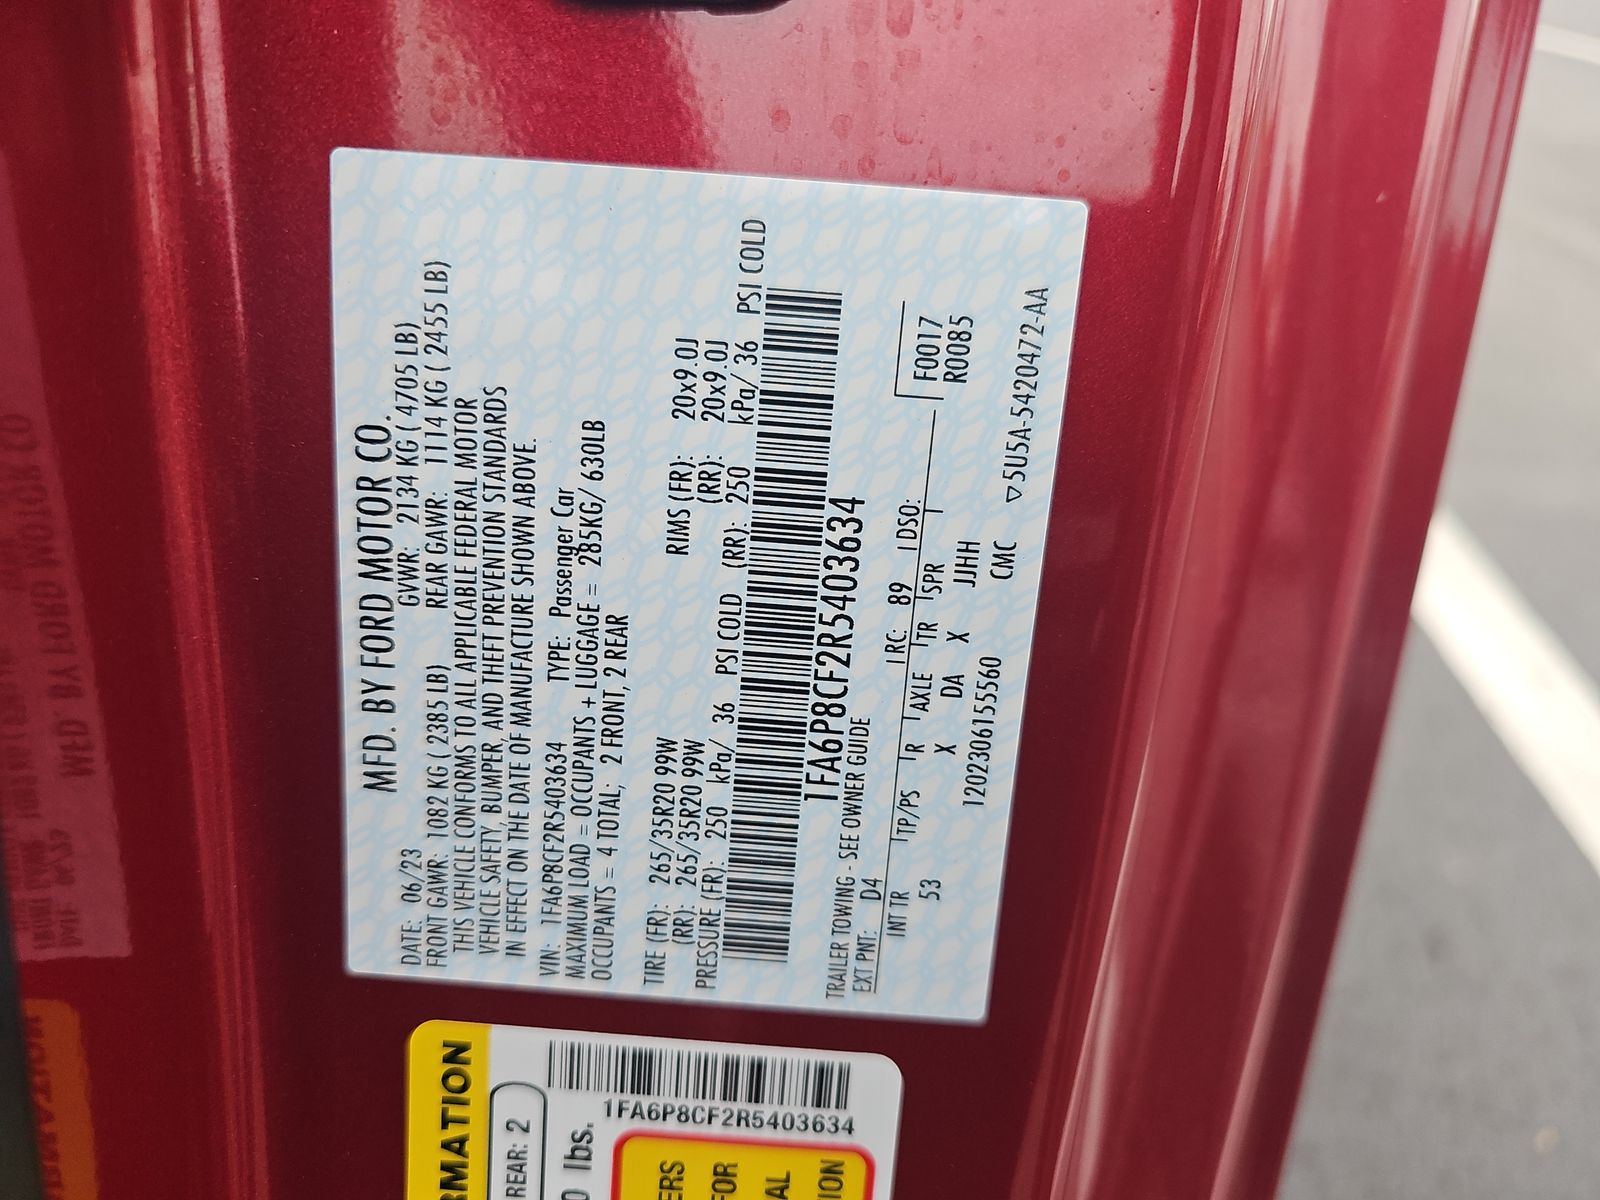 MFD. BY FORD MOTOR CO.
DATE: 06/23 GWVR: 2134 KG ( 4705 LB)
FRONT GAWR: 1082 KG ( 2385 LB) REAR GAWR: 1114 KG ( 2455 LB)
THIS VEHICLE CONFORMS TO ALL APPLICABLE FEDERAL MOTOR
VEHICLE SAFETY, BUMPER, AND THEFT PREVENTION STANDARDS
IN EFFECT ON THE DATE OF MANUFACTURE SHOWN ABOVE.
VIN: 1FA6P8CF2R5403634 TYPE: Passenger Car
MAXIMUM LOAD = OCCUPANTS + LUGGAGE = 285KG/ 630LB
OCCUPANTS = 4 TOTAL; 2 FRONT, 2 REAR
TIRE (FR): 265/35R20 99W RIMS (FR): 20x9.0J
(RR): 265/35R20 99W (RR): 20x9.0J
PRESSURE (FR): 250 kPa/ 36 PSI COLD (RR): 250 kPa/ 36 PSI COLD
1FA6P8CF2R5403634
TRAILER TOWING - SEE OWNER GUIDE
EXT PNT: D4 RC: 89 DSO: F0017
INT TR TP/PS R AXLE TR SPR R0085
53 X DA X JJHH
120230615560 CMC ▽5U5A-5420472-AA
RMATION
REAR: 2
lbs.
1FA6P8CF2R5403634
ERS
FOR
AL
ION